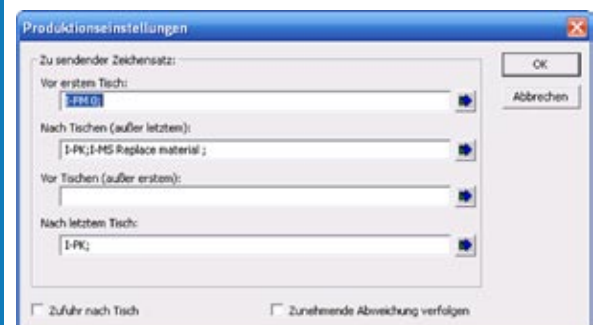 Produktionseinstellungen
Zu sendender Zeichensatz:
OK
Vor erstem Tisch:
I-PM 0;
Abbrechen
Nach Tischen (außer letztem):
I-PK;I-MS Replace material ;
Vor Tischen (außer erstem):
Nach letztem Tisch:
I-PK;
Zufuhr nach Tisch
Zunehmende Abweichung verfolgen